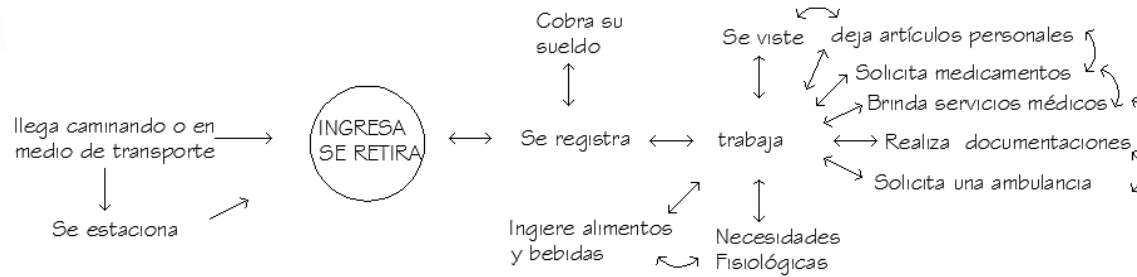 Cobra su
sueldo
Se viste
deja artículos personales
Solicita medicamentos
Brinda servicios médicos
llega caminando o en
medio de transporte
INGRESA
SE RETIRA
Se registra
trabaja
Realiza documentaciones
Solicita una ambulancia
Se estaciona
Ingiere alimentos
y bebidas
Necesidades
Fisiológicas